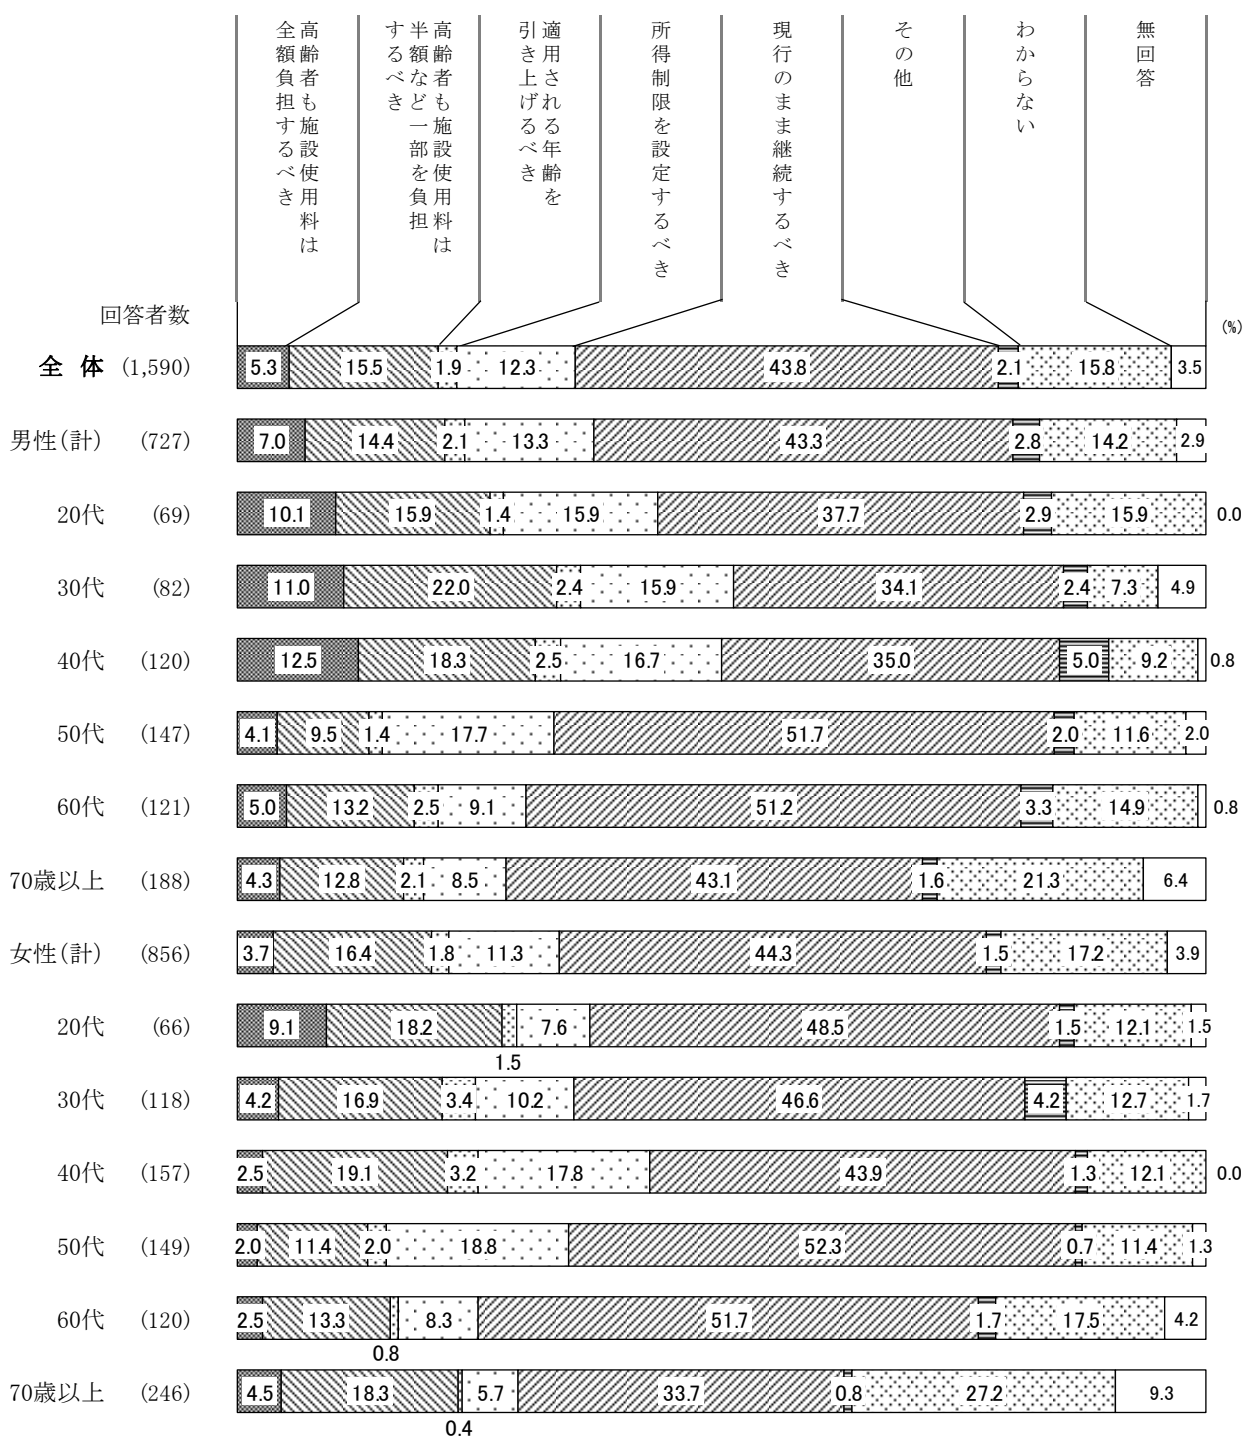 高齢者も施設使用料は
全額負担するべき
高齢者も施設使用料は
半額など一部を負担
するべき
適用される年齢を
引き上げるべき
所得制限を設定するべき
現行のまま継続するべき
その他
わからない
無回答
回答者数
(%)
全 体 (1,590) 5.3 15.5 1.9 12.3 43.8 2.1 15.8 3.5
男性(計) (727) 7.0 14.4 2.1 13.3 43.3 2.8 14.2 2.9
20代 (69) 10.1 15.9 1.4 15.9 37.7 2.9 15.9 0.0
30代 (82) 11.0 22.0 2.4 15.9 34.1 2.4 7.3 4.9
40代 (120) 12.5 18.3 2.5 16.7 35.0 5.0 9.2 0.8
50代 (147) 4.1 9.5 1.4 17.7 51.7 2.0 11.6 2.0
60代 (121) 5.0 13.2 2.5 9.1 51.2 3.3 14.9 0.8
70歳以上 (188) 4.3 12.8 2.1 8.5 43.1 1.6 21.3 6.4
女性(計) (856) 3.7 16.4 1.8 11.3 44.3 1.5 17.2 3.9
20代 (66) 9.1 18.2 7.6 48.5 1.5 12.1 1.5
1.5
30代 (118) 4.2 16.9 3.4 10.2 46.6 4.2 12.7 1.7
40代 (157) 2.5 19.1 3.2 17.8 43.9 1.3 12.1 0.0
50代 (149) 2.0 11.4 2.0 18.8 52.3 0.7 11.4 1.3
60代 (120) 2.5 13.3 8.3 51.7 1.7 17.5 4.2
0.8
70歳以上 (246) 4.5 18.3 5.7 33.7 0.8 27.2 9.3
0.4